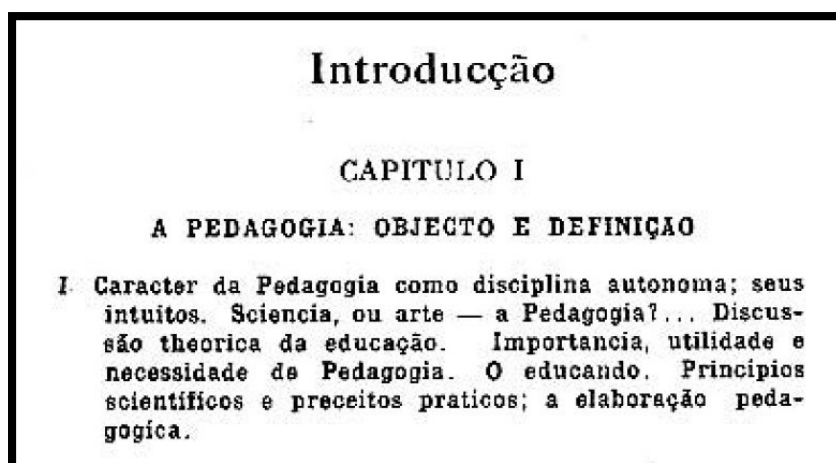 Introducção
CAPITULO I
A PEDAGOGIA: OBJECTO E DEFINIÇÃO
I Caracter da Pedagogia como disciplina autonoma; seus
intuitos. Sciencia, ou arte — a Pedagogia?... Discus-
são theorica da educação. Importancia, utilidade e
necessidade de Pedagogia. O educando. Principios
scientificos e preceitos praticos; a elaboração peda-
gogica.